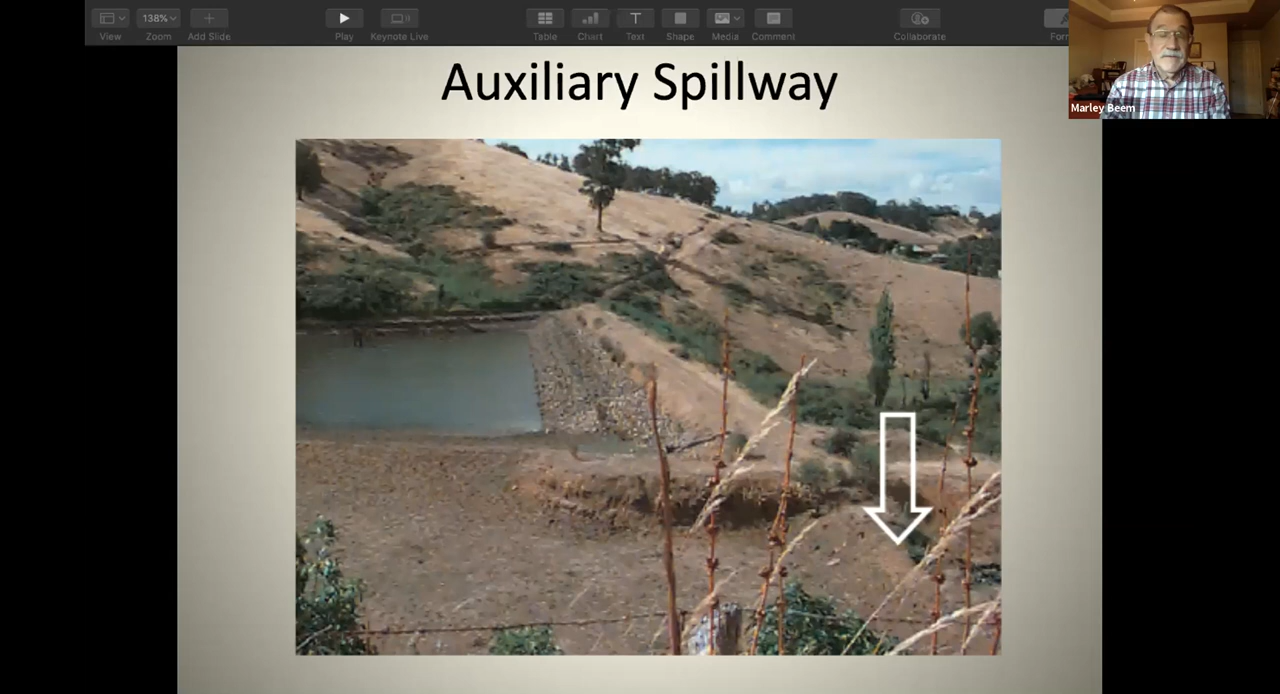 138%
View
Zoom
Add Slide
Play
Keynote Live
Table
Chart
Text
Shape
Media
Comment
Collaborate
Marley Beem
Auxiliary Spillway